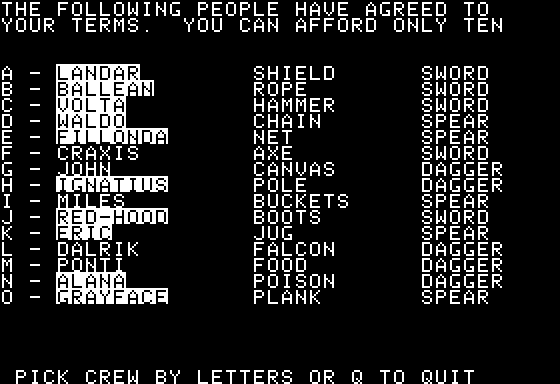 THE FOLLOWING PEOPLE HAVE AGREED TO
YOUR TERMS.  YOU CAN AFFORD ONLY TEN
A - LANDAR SHIELD SWORD
B - BALLEAN ROPE SWORD
C - VOLTA HAMMER SWORD
D - WALDO CHAIN SPEAR
E - FILLONDA NET SPEAR
F - CRAXIS AXE SWORD
G - JOHN CANVAS DAGGER
H - IGNATIUS POLE DAGGER
I - MILES BUCKETS SPEAR
J - RED-HOOD BOOTS SWORD
K - ERIC JUG SPEAR
L - DALRIK FALCON DAGGER
M - PONTI FOOD DAGGER
N - ALANA POISON DAGGER
O - GRAYFACE PLANK SPEAR
PICK CREW BY LETTERS OR Q TO QUIT